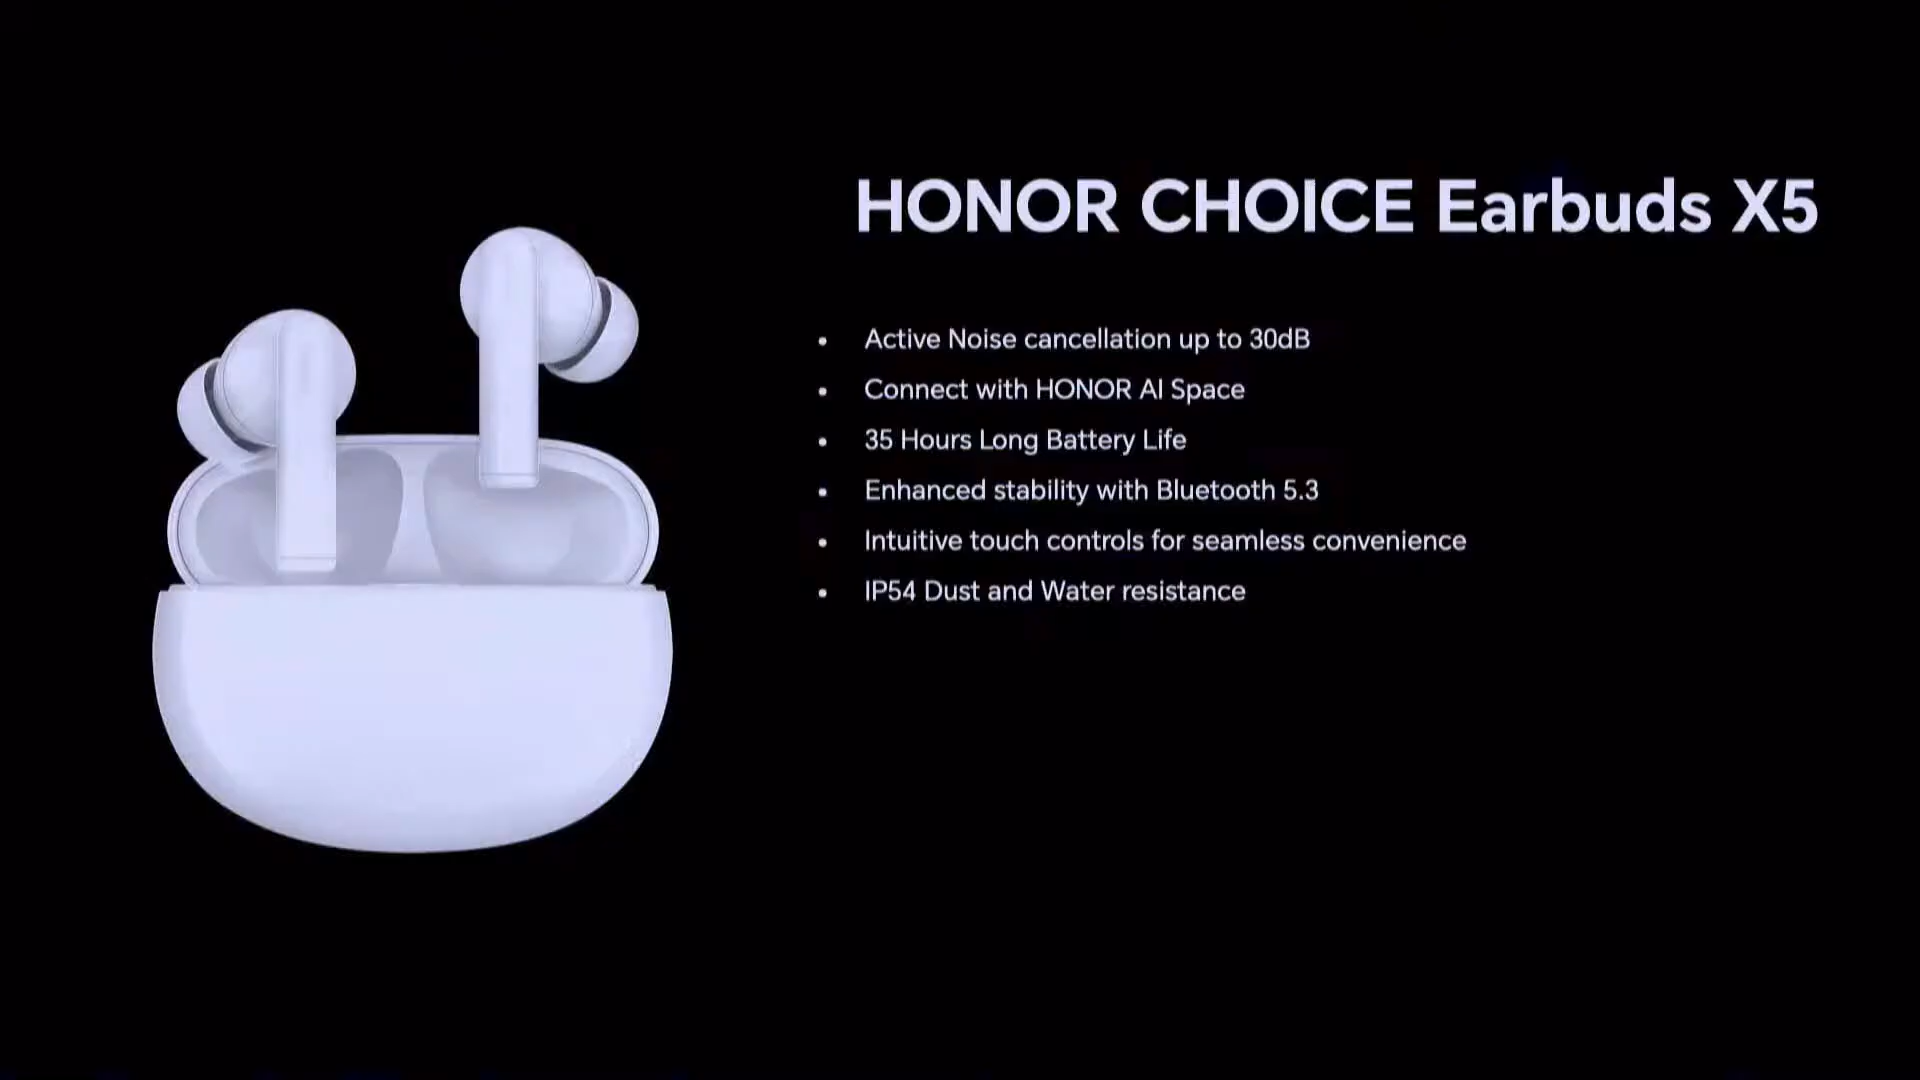 HONOR CHOICE Earbuds X5
• Active Noise cancellation up to 30dB
• Connect with HONOR AI Space
• 35 Hours Long Battery Life
• Enhanced stability with Bluetooth 5.3
• Intuitive touch controls for seamless convenience
• IP54 Dust and Water resistance